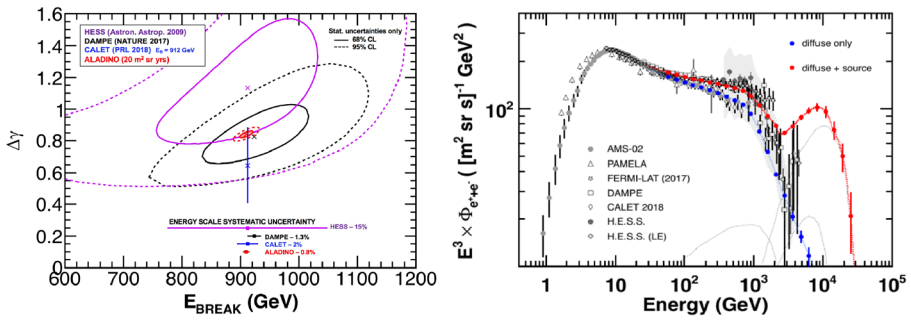 HESS (Astron. Astrop. 2009)
DAMPE (NATURE 2017)
CALET (PRL 2018) E_B = 912 GeV
ALADINO (20 m² sr yrs)
Stat. uncertainties only
68% CL
95% CL
1.6
1.4
1.2
1
0.8
0.6
0.4
0.2
0
Δγ
ENERGY SCALE SYSTEMATIC UNCERTAINTY
HESS – 15%
DAMPE – 1.3%
CALET – 2%
ALADINO – 0.8%
600
800
1000
1200
E_BREAK (GeV)
E³ × Φ_e⁺+e⁻ ( [m² sr s]⁻¹ GeV²)
10²
diffuse only
diffuse + source
AMS-02
PAMELA
FERMI-LAT (2017)
DAMPE
CALET 2018
H.E.S.S.
H.E.S.S. (LE)
1
10
10²
10³
10⁴
10⁵
Energy (GeV)